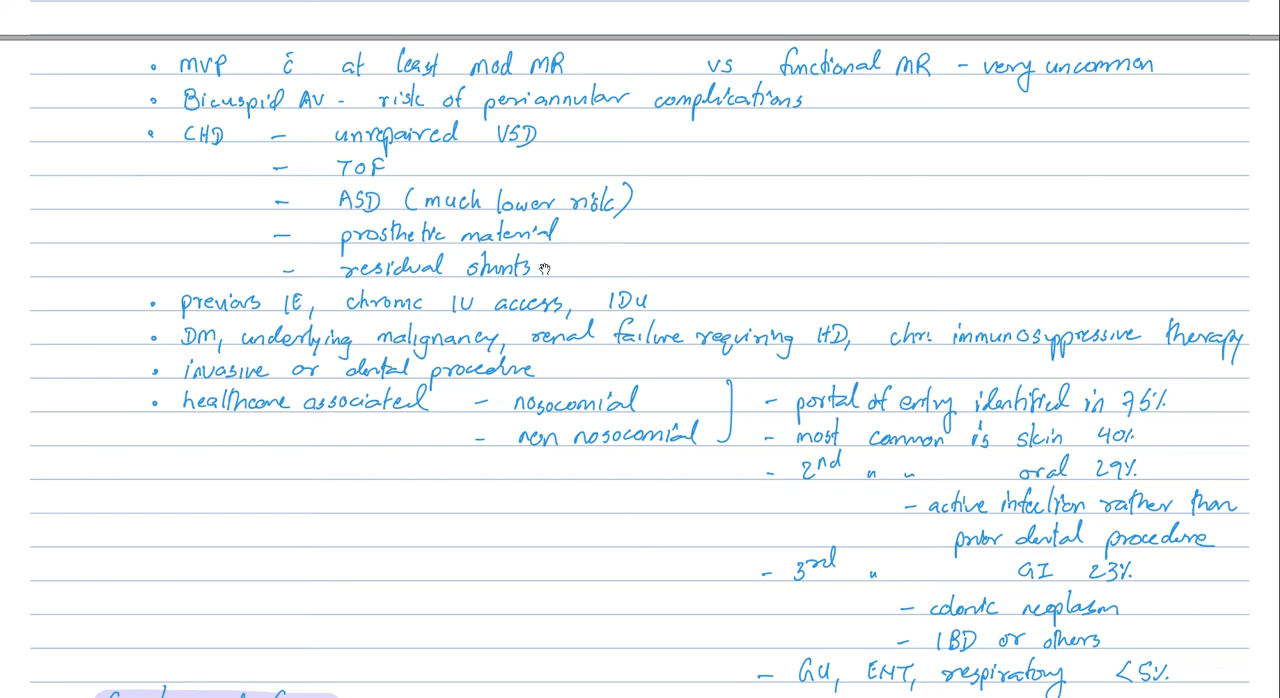 • MVP c̄ at least mod MR vs functional MR - very uncommon
• Bicuspid AV - risk of periannular complications
• CHD - unrepaired VSD
- TOF
- ASD (much lower risk)
- prosthetic material
- residual shunts
• previous IE, chronic IV access, IDU
• DM, underlying malignancy, renal failure requiring HD, chr. immunosuppressive therapy
• invasive or dental procedure
• healthcare associated - nosocomial - portal of entry identified in 75%
- non nosocomial - most common is skin 40%
- 2nd " " oral 29%
- active infection rather than
prior dental procedure
- 3rd " GI 23%
- colonic neoplasm
- IBD or others
- GU, ENT, respiratory <5%